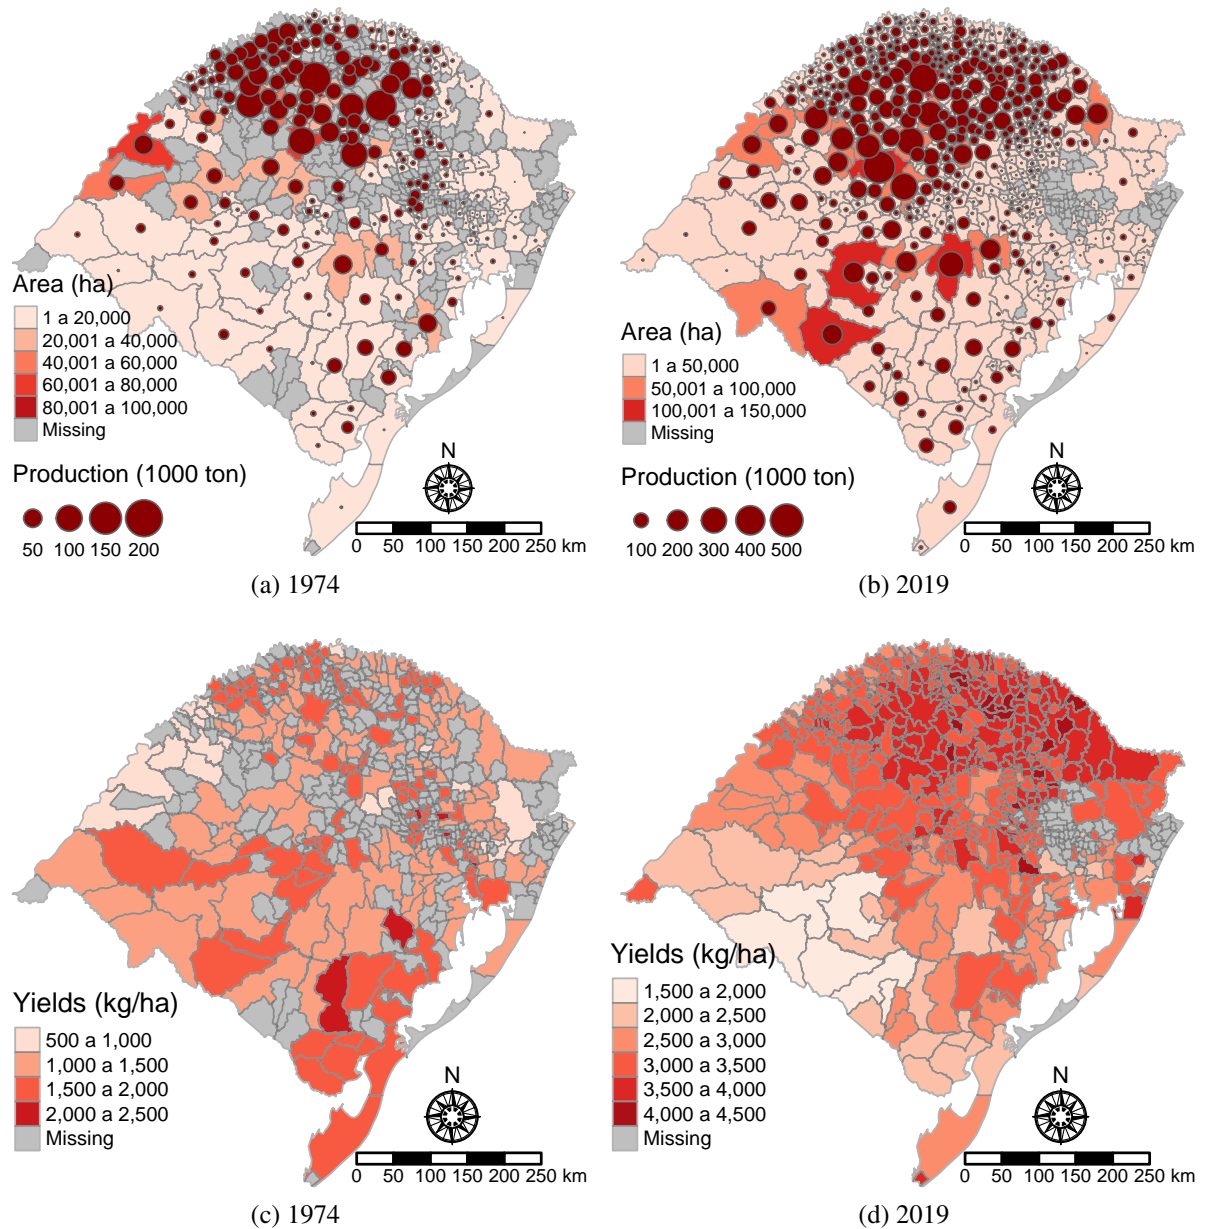 Area (ha)
1 a 20,000
20,001 a 40,000
40,001 a 60,000
60,001 a 80,000
80,001 a 100,000
Missing
Production (1000 ton)
50 100 150 200
N
0 50 100 150 200 250 km
(a) 1974
Area (ha)
1 a 50,000
50,001 a 100,000
100,001 a 150,000
Missing
Production (1000 ton)
100 200 300 400 500
N
0 50 100 150 200 250 km
(b) 2019
Yields (kg/ha)
500 a 1,000
1,000 a 1,500
1,500 a 2,000
2,000 a 2,500
Missing
N
0 50 100 150 200 250 km
(c) 1974
Yields (kg/ha)
1,500 a 2,000
2,000 a 2,500
2,500 a 3,000
3,000 a 3,500
3,500 a 4,000
4,000 a 4,500
Missing
N
0 50 100 150 200 250 km
(d) 2019